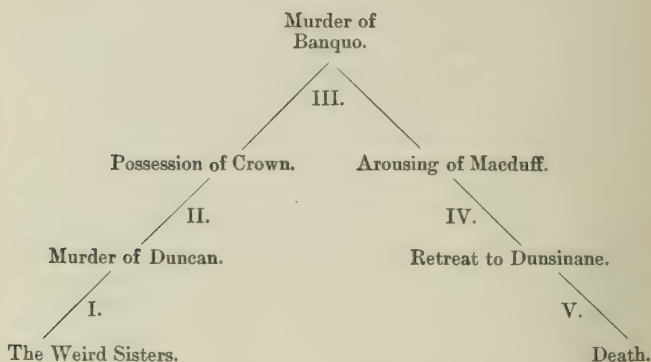 Murder of
Banquo.
III.
Possession of Crown.
Arousing of Macduff.
II.
IV.
Murder of Duncan.
Retreat to Dunsinane.
I.
V.
The Weird Sisters.
Death.